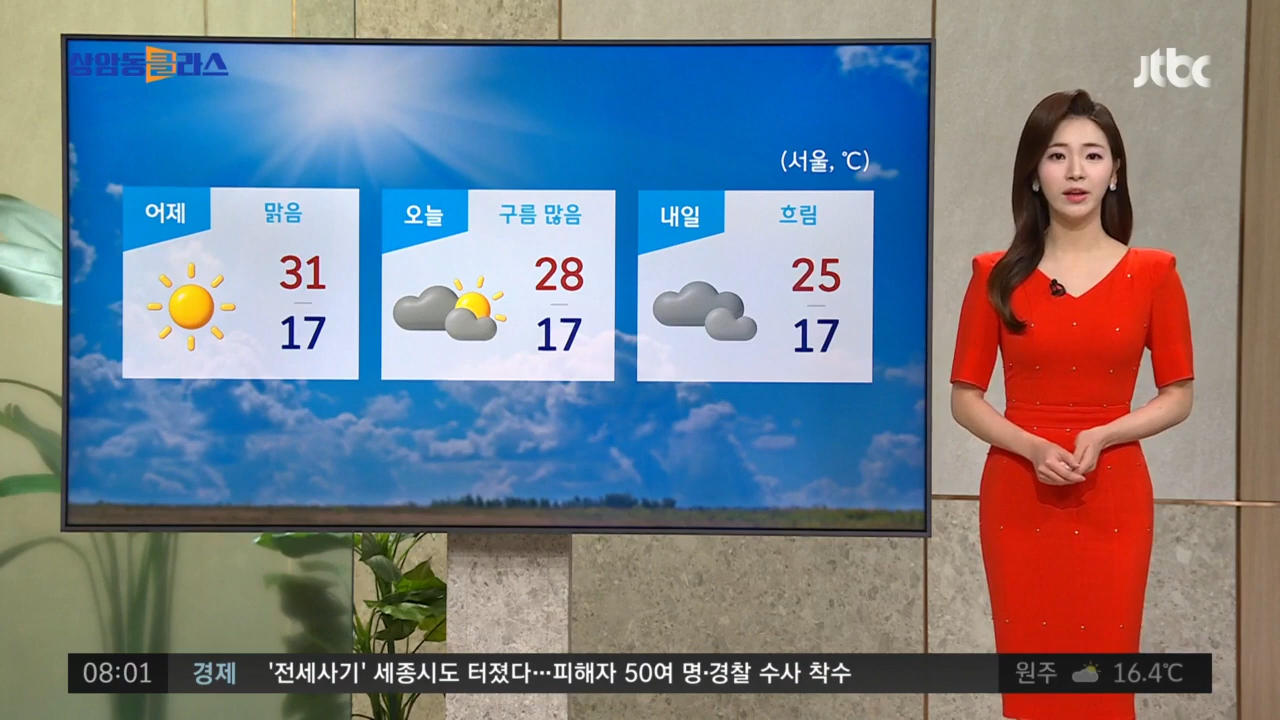 상암동클라스
jtbc
(서울, ℃)
어제 맑음
31
17
오늘 구름 많음
28
17
내일 흐림
25
17
08:01 경제 '전세사기' 세종시도 터졌다…피해자 50여 명·경찰 수사 착수 원주 16.4℃